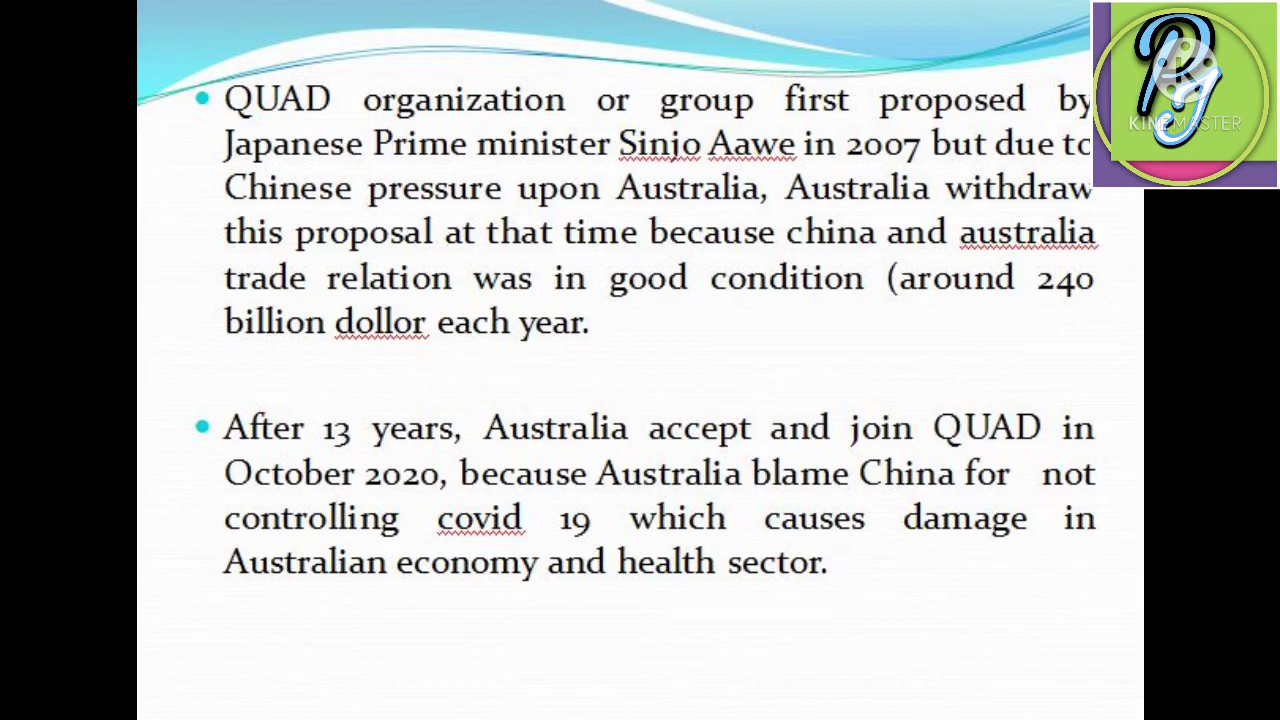 QUAD organization or group first proposed by
Japanese Prime minister Sinjo Aawe in 2007 but due to
Chinese pressure upon Australia, Australia withdraw
this proposal at that time because china and australia
trade relation was in good condition (around 240
billion dollor each year.
After 13 years, Australia accept and join QUAD in
October 2020, because Australia blame China for not
controlling covid 19 which causes damage in
Australian economy and health sector.
KINEMASTER